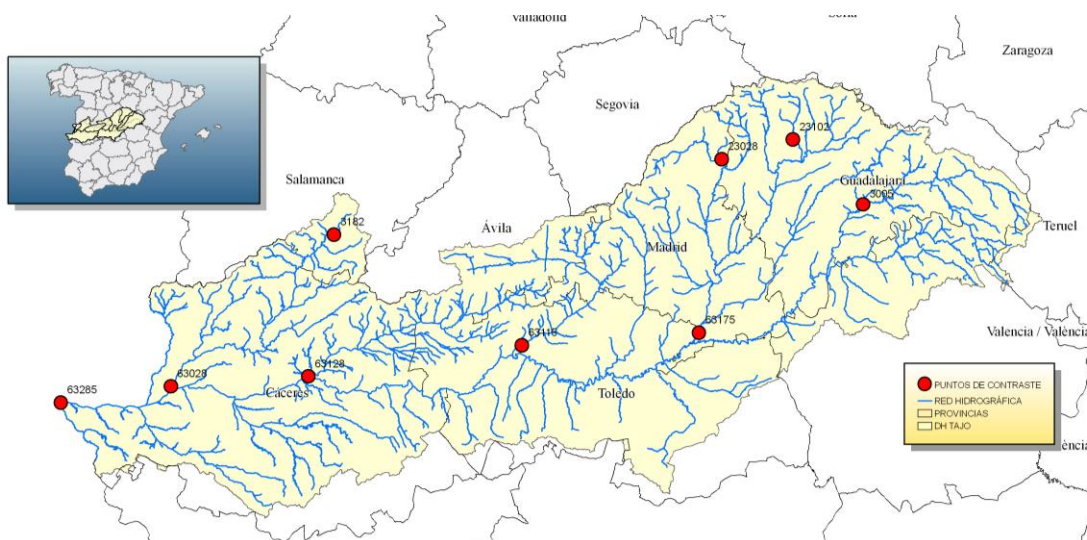 Valladolid
Soria
Zaragoza
Segovia
23102
23028
Salamanca
Guadalajara
3005
3182
Ávila
Teruel
Madrid
63175
Valencia / València
63128
63028
Cáceres
63285
Toledo
PUNTOS DE CONTRASTE
RED HIDROGRÁFICA
PROVINCIAS
DH TAJO